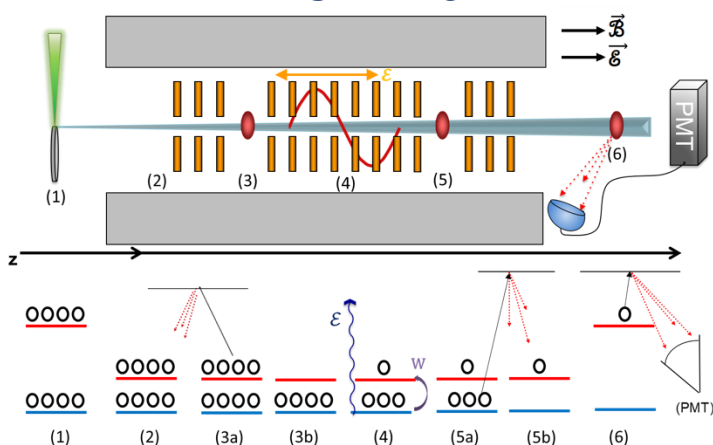 𝓑⃗
𝓔⃗
ε
PMT
(1)
(2)
(3)
(4)
(5)
(6)
z
ε
W
(PMT)
(1)
(2)
(3a)
(3b)
(4)
(5a)
(5b)
(6)